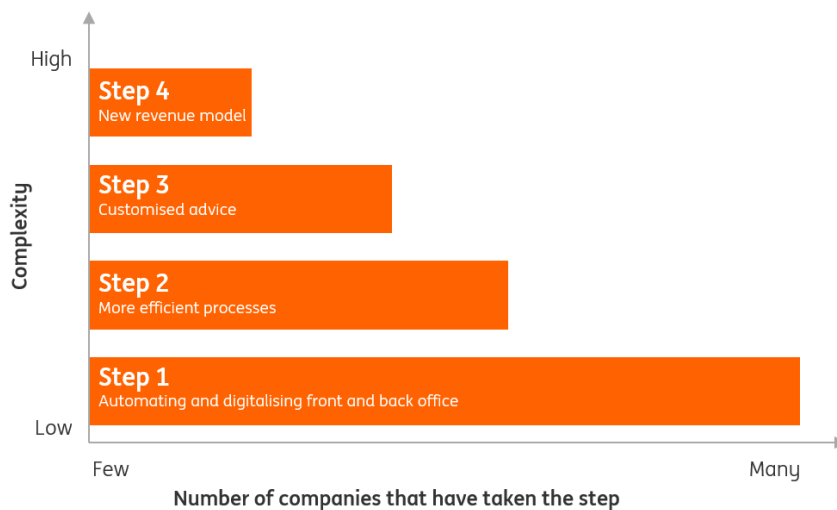 High
Step 4
New revenue model
Step 3
Customised advice
Complexity
Step 2
More efficient processes
Step 1
Automating and digitalising front and back office
Low
Few
Many
Number of companies that have taken the step